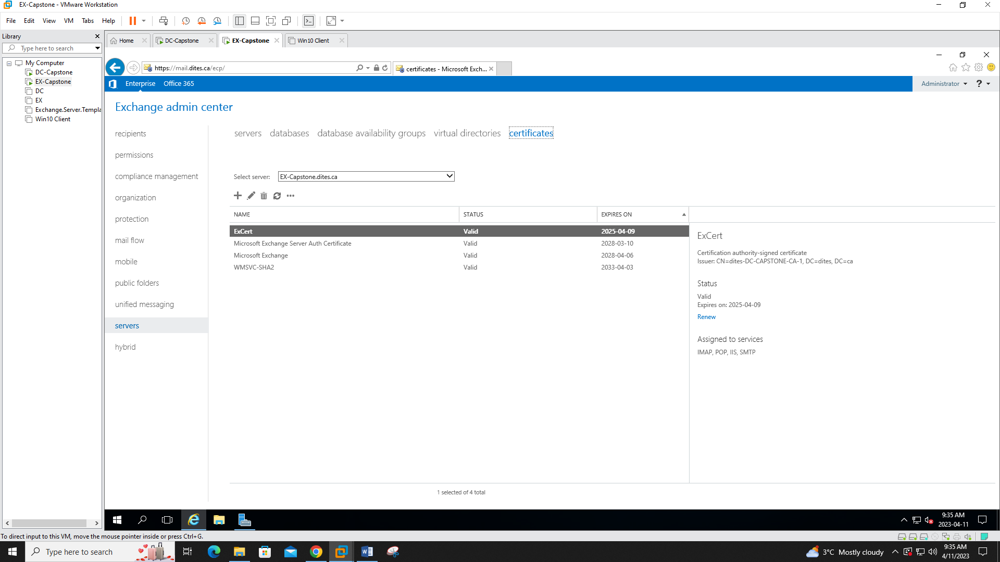 EX-Capstone - VMware Workstation
File Edit View VM Tabs Help
Library
Type here to search
My Computer
DC-Capstone
EX-Capstone
DC
EX
Exchange.Server.Templa
Win10 Client
Home DC-Capstone EX-Capstone Win10 Client
https://mail.dites.ca/ecp/
certificates - Microsoft Exch...
Enterprise Office 365
Administrator ?
Exchange admin center
recipients
permissions
compliance management
organization
protection
mail flow
mobile
public folders
unified messaging
servers
hybrid
servers databases database availability groups virtual directories certificates
Select server: EX-Capstone.dites.ca
NAME STATUS EXPIRES ON
ExCert Valid 2025-04-09
Microsoft Exchange Server Auth Certificate Valid 2028-03-10
Microsoft Exchange Valid 2028-04-06
WMSVC-SHA2 Valid 2033-04-03
ExCert
Certification authority-signed certificate
Issuer: CN=dites-DC-CAPSTONE-CA-1, DC=dites, DC=ca
Status
Valid
Expires on: 2025-04-09
Renew
Assigned to services
IMAP, POP, IIS, SMTP
1 selected of 4 total
9:35 AM
2023-04-11
To direct input to this VM, move the mouse pointer inside or press Ctrl+G.
Type here to search
3°C Mostly cloudy
9:35 AM
4/11/2023